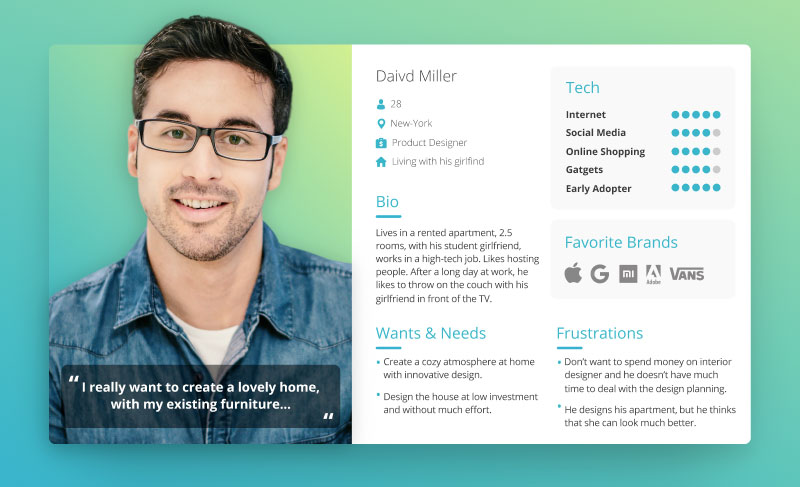 Daivd Miller
28
New-York
Product Designer
Living with his girlfind
Bio
Lives in a rented apartment, 2.5
rooms, with his student girlfriend,
works in a high-tech job. Likes hosting
people. After a long day at work, he
likes to throw on the couch with his
girlfriend in front of the TV.
Tech
Internet
Social Media
Online Shopping
Gatgets
Early Adopter
Favorite Brands
G
mi
Adobe
VANS
Wants & Needs
• Create a cozy atmosphere at home
with innovative design.
• Design the house at low investment
and without much effort.
Frustrations
• Don’t want to spend money on interior
designer and he doesn’t have much
time to deal with the design planning.
• He designs his apartment, but he thinks
that she can look much better.
“ I really want to create a lovely home,
with my existing furniture... “